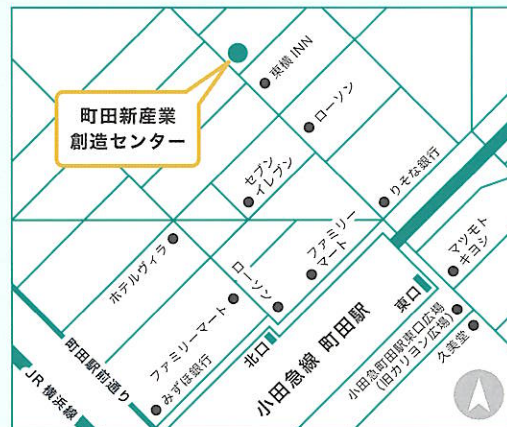 東横INN
ローソン
町田新産業
創造センター
セブン
イレブン
りそな銀行
ホテルヴィラ
ローソン
ファミリー
マート
マツモト
キヨシ
町田駅前通り
JR横浜線
ファミリーマート
みずほ銀行
北口
小田急線 町田駅
東口
小田急町田駅東口広場
(旧カリヨン広場)
久美堂